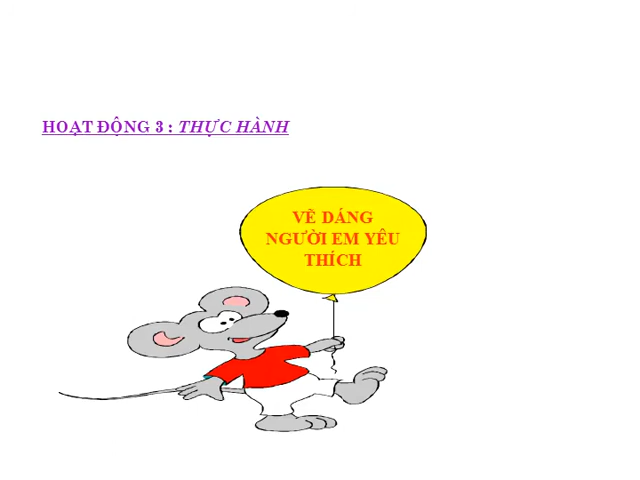 HOẠT ĐỘNG 3 : THỰC HÀNH
VẼ DÁNG
NGƯỜI EM YÊU
THÍCH